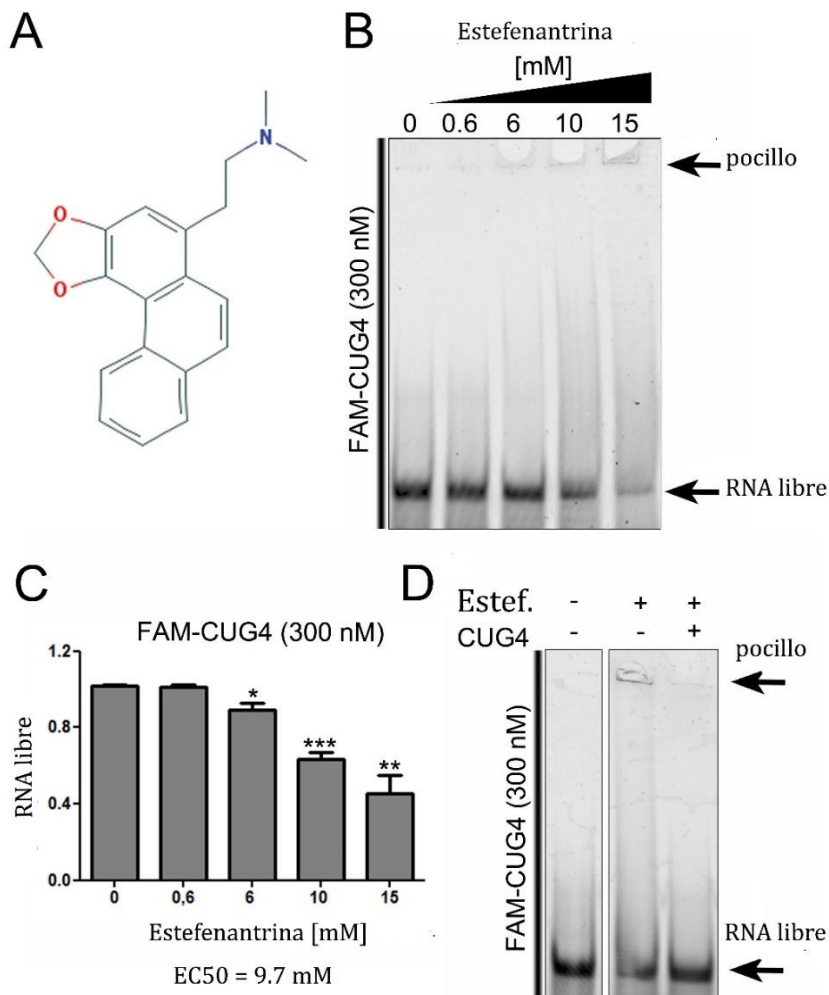 A
N
O
O
B
Estefenantrina
[mM]
0 0.6 6 10 15
pocillo
FAM-CUG4 (300 nM)
RNA libre
C
FAM-CUG4 (300 nM)
RNA libre
1.2
0.8
0.4
0.0
*
***
**
0 0,6 6 10 15
Estefenantrina [mM]
EC50 = 9.7 mM
D
Estef. - + +
CUG4 - - +
pocillo
FAM-CUG4 (300 nM)
RNA libre